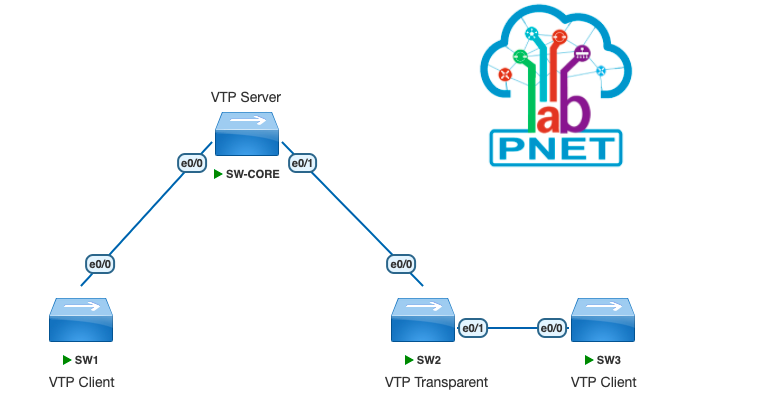 VTP Server
lab
PNET
e0/0
e0/1
SW-CORE
e0/0
e0/0
e0/1
e0/0
SW1
SW2
SW3
VTP Client
VTP Transparent
VTP Client